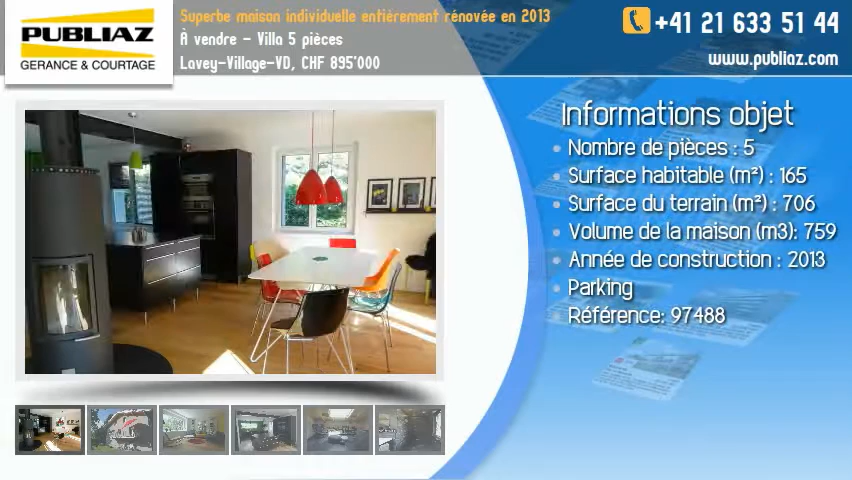 PUBLIAZ
GERANCE & COURTAGE
Superbe maison individuelle entièrement rénovée en 2013
À vendre - Villa 5 pièces
Lavey-Village-VD, CHF 895'000
+41 21 633 51 44
www.publiaz.com
Informations objet
Nombre de pièces : 5
Surface habitable (m²) : 165
Surface du terrain (m²) : 706
Volume de la maison (m3): 759
Année de construction : 2013
Parking
Référence: 97488